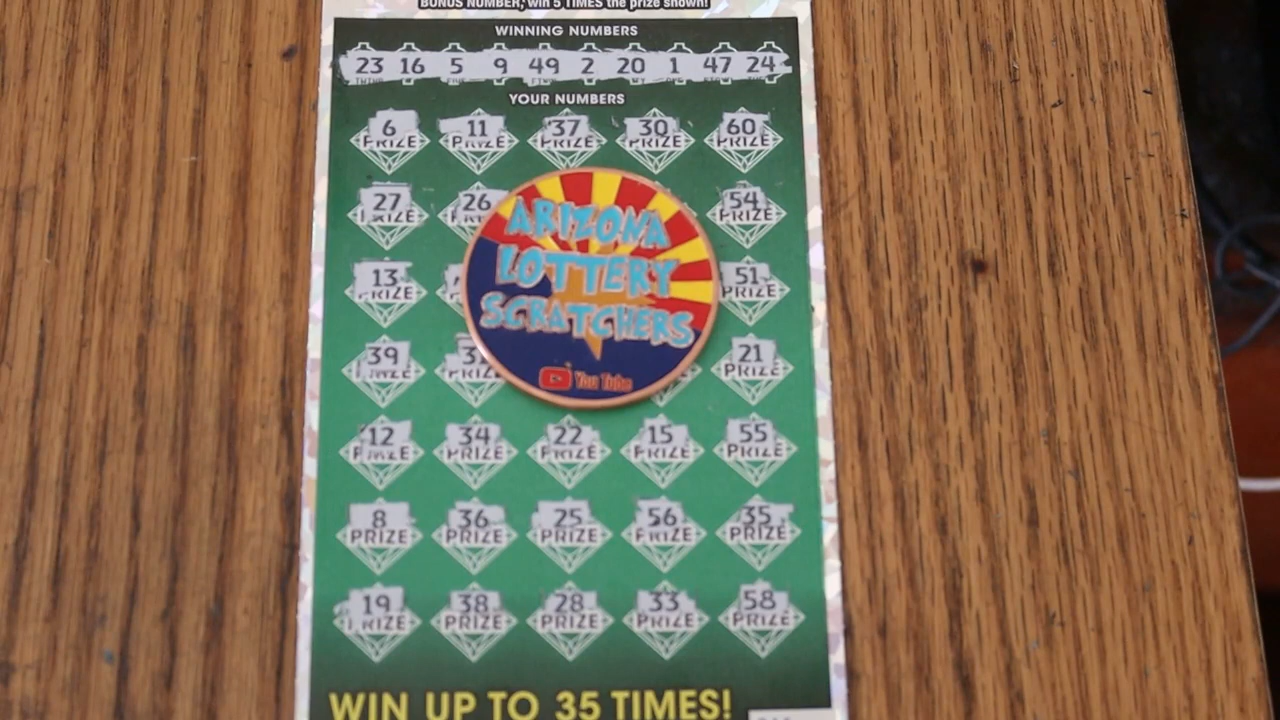 BONUS NUMBER, win 5 TIMES the prize shown!
WINNING NUMBERS
23 16 5 9 49 2 20 1 47 24
YOUR NUMBERS
6 11 37 30 60
PRIZE PRIZE PRIZE PRIZE PRIZE
27 26 54
PRIZE PRIZE
13 51
PRIZE PRIZE
39 21
PRIZE PRIZE
ARIZONA
LOTTERY
SCRATCHERS
YouTube
12 34 22 15 55
PRIZE PRIZE PRIZE PRIZE PRIZE
8 36 25 56 35
PRIZE PRIZE PRIZE PRIZE PRIZE
19 38 28 33 58
PRIZE PRIZE PRIZE PRIZE PRIZE
WIN UP TO 35 TIMES!